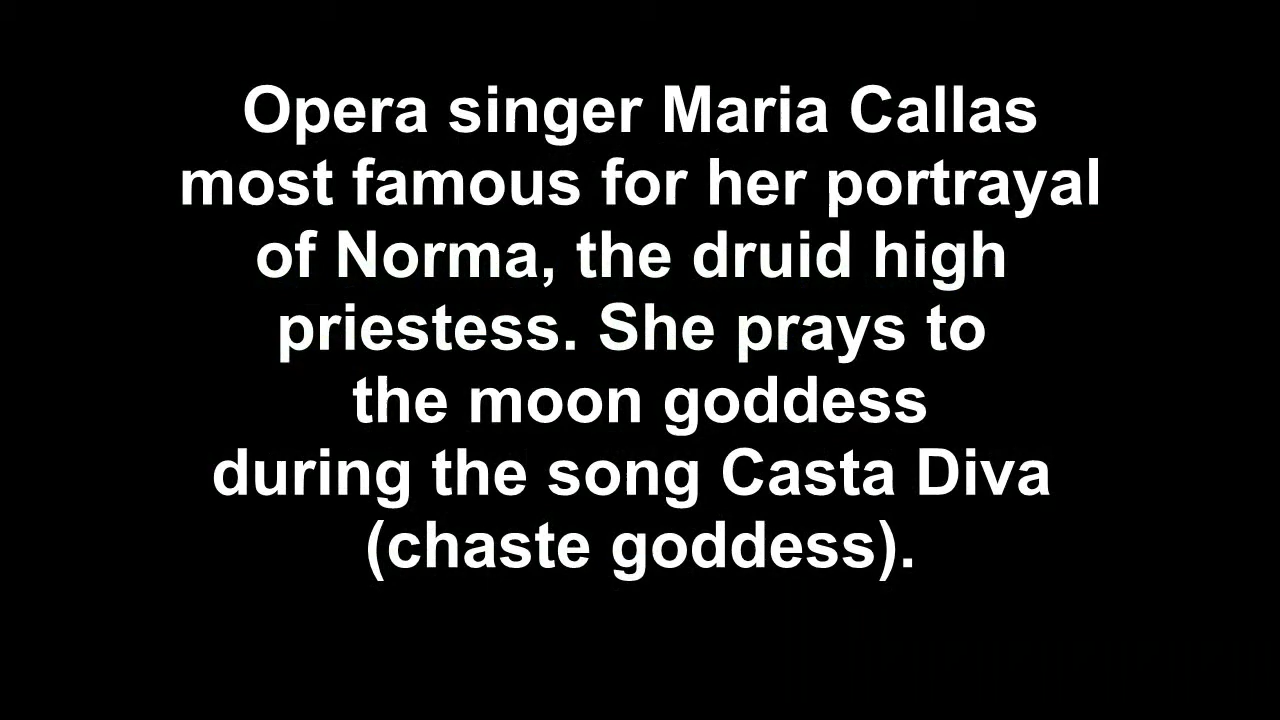 Opera singer Maria Callas
most famous for her portrayal
of Norma, the druid high
priestess. She prays to
the moon goddess
during the song Casta Diva
(chaste goddess).